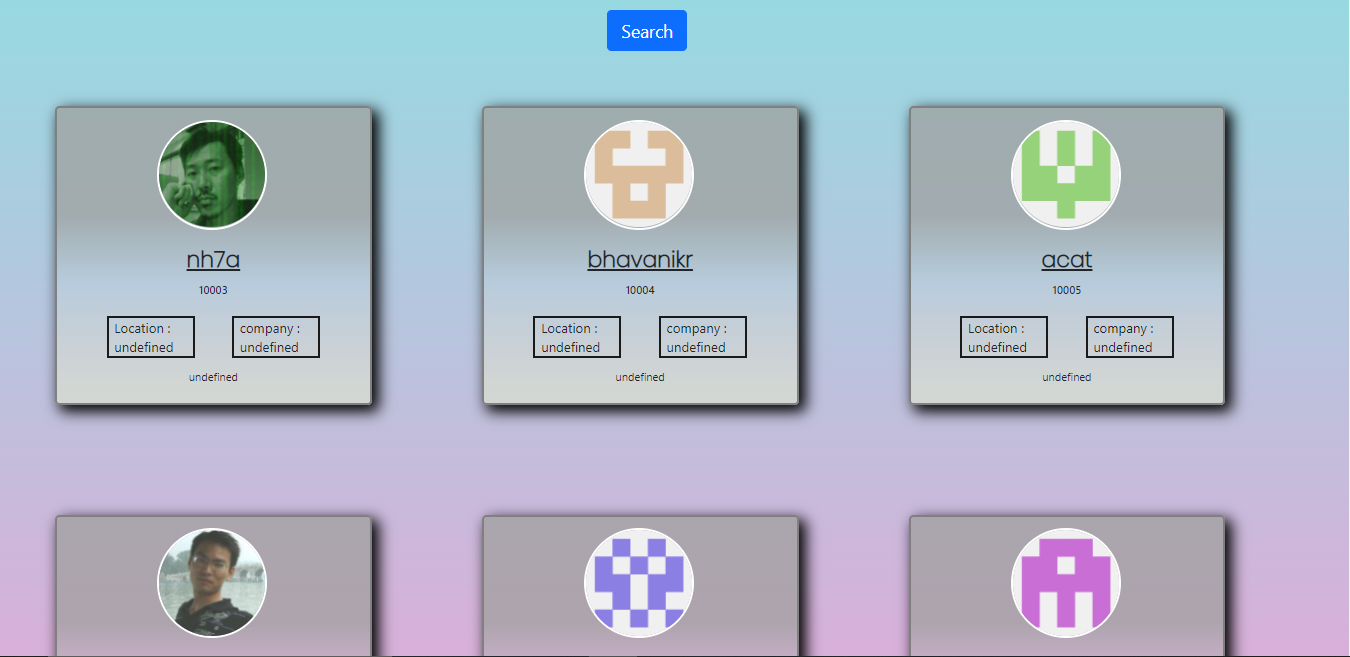 Search
nh7a
10003
Location :
undefined
company :
undefined
undefined
bhavanikr
10004
Location :
undefined
company :
undefined
undefined
acat
10005
Location :
undefined
company :
undefined
undefined